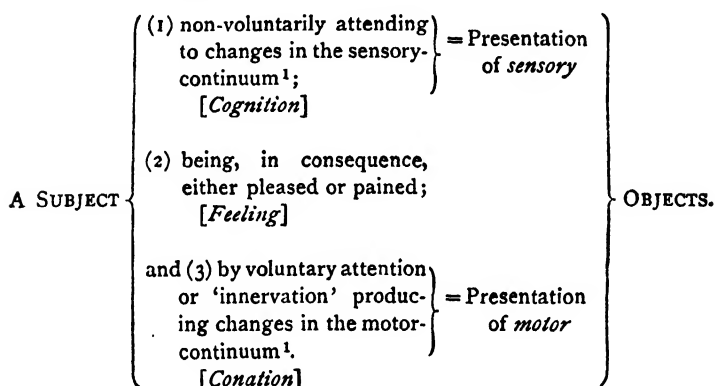 (1) non-voluntarily attending
to changes in the sensory-
continuum¹;
[Cognition]
= Presentation
of sensory
(2) being, in consequence,
either pleased or pained;
[Feeling]
A SUBJECT
OBJECTS.
and (3) by voluntary attention
or ‘innervation’ produc-
ing changes in the motor-
continuum¹.
[Conation]
= Presentation
of motor